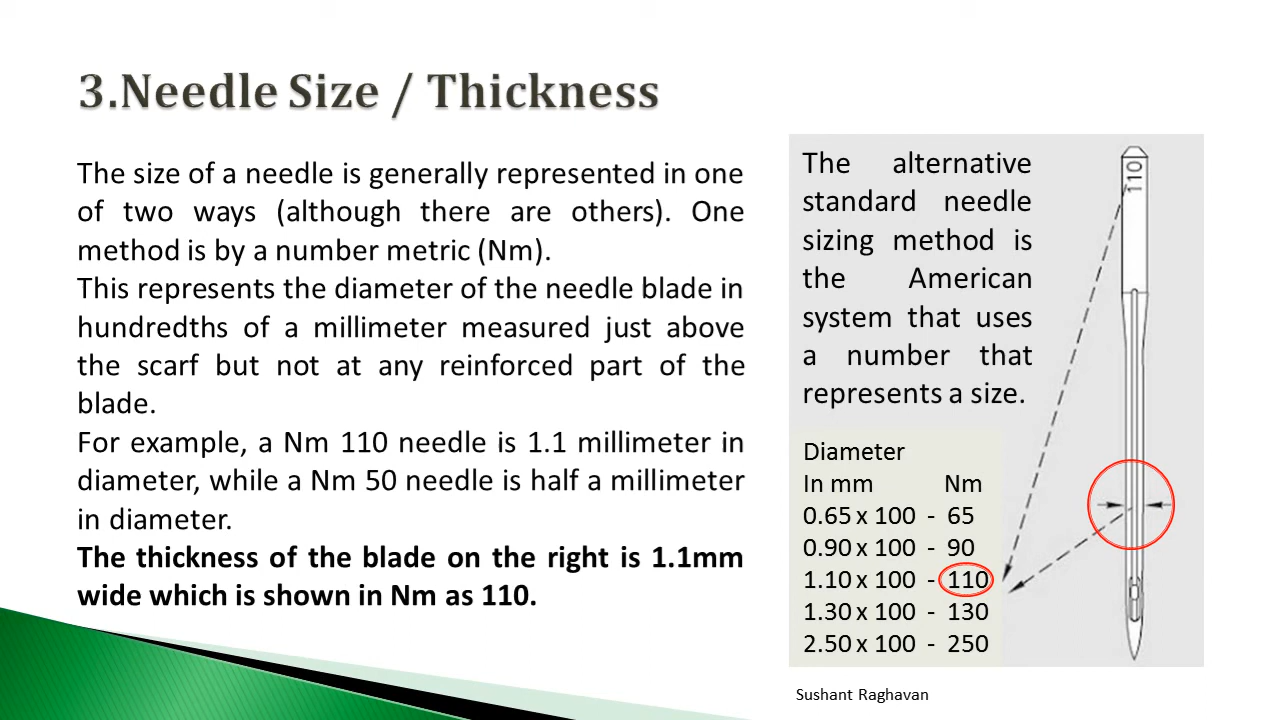 3.Needle Size / Thickness
The size of a needle is generally represented in one
of two ways (although there are others). One
method is by a number metric (Nm).
This represents the diameter of the needle blade in
hundredths of a millimeter measured just above
the scarf but not at any reinforced part of the
blade.
For example, a Nm 110 needle is 1.1 millimeter in
diameter, while a Nm 50 needle is half a millimeter
in diameter.
The thickness of the blade on the right is 1.1mm
wide which is shown in Nm as 110.
The alternative
standard needle
sizing method is
the American
system that uses
a number that
represents a size.
110
Diameter
In mm Nm
0.65 x 100 - 65
0.90 x 100 - 90
1.10 x 100 - 110
1.30 x 100 - 130
2.50 x 100 - 250
Sushant Raghavan